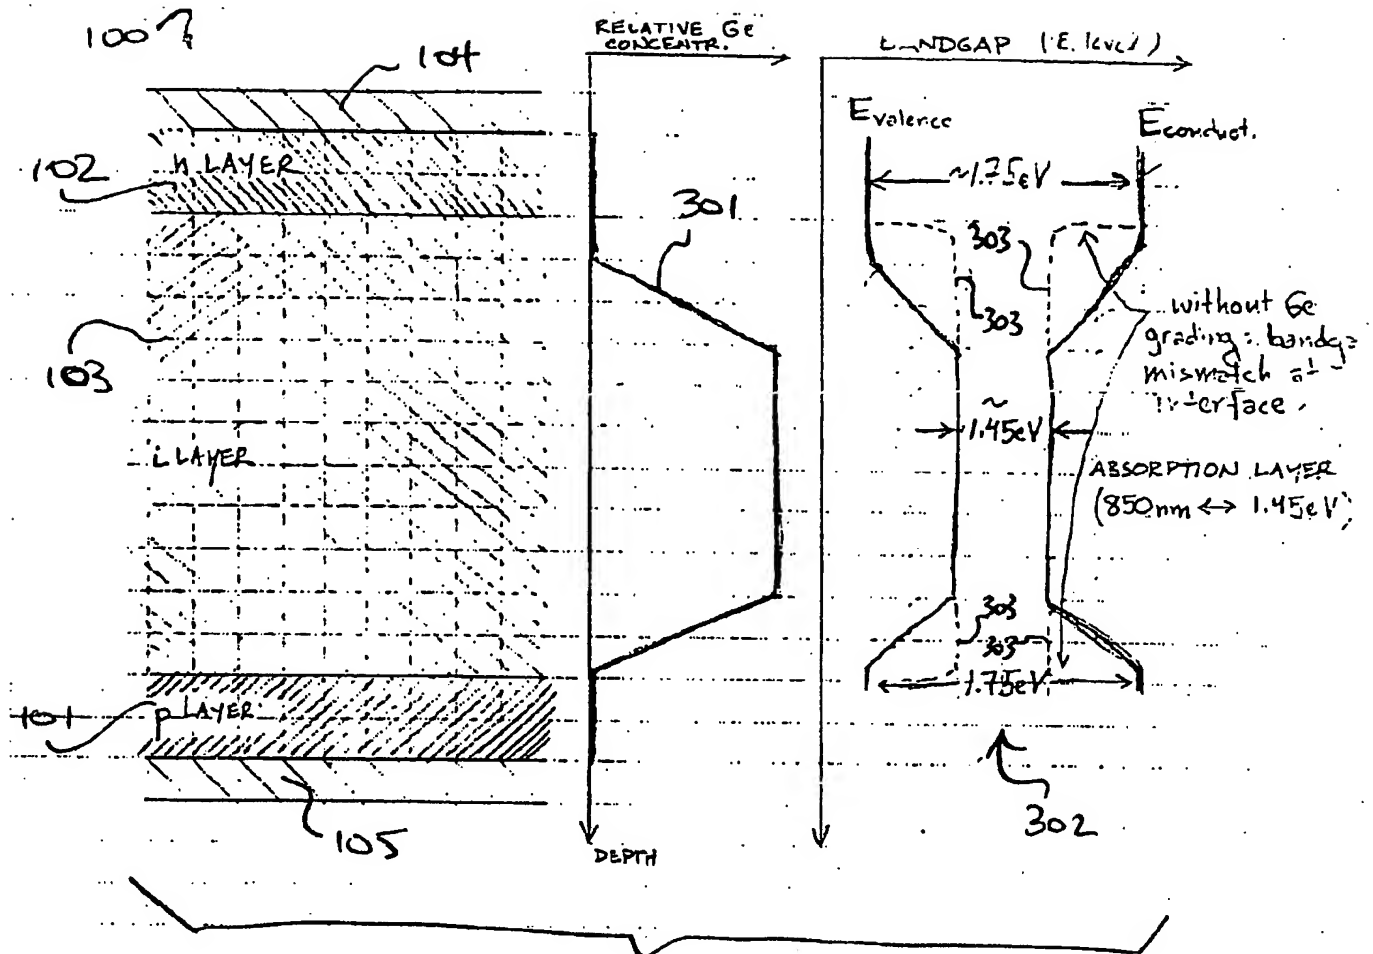 100
104
RELATIVE Ge
CONCENTR.
(E. level)
Evalence
Econduct.
102
n LAYER
~1.75eV
301
303
303
103
without Ge
grading:
mismatch at
interface.
~
1.45eV
i LAYER
ABSORPTION LAYER
(850nm ↔ 1.45eV)
303
303
1.75eV
101
p LAYER
302
105
DEPTH